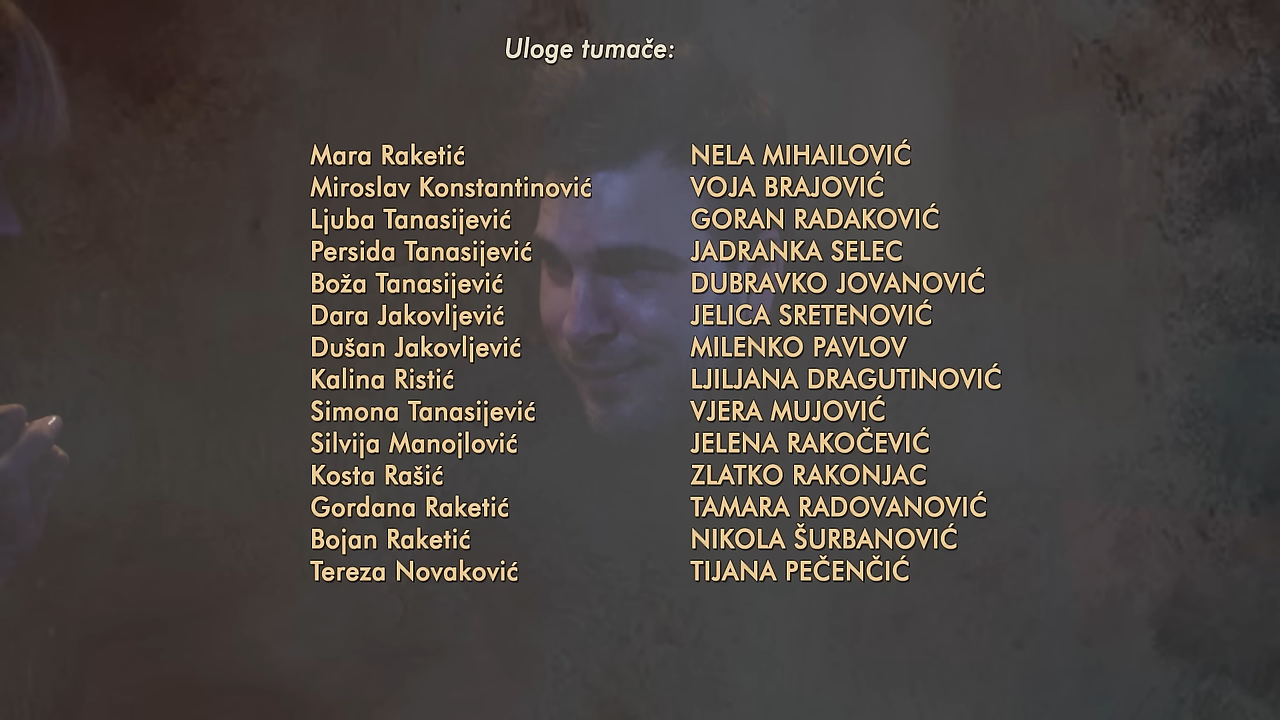 Uloge tumače:
Mara Raketić NELA MIHAILOVIĆ
Miroslav Konstantinović VOJA BRAJOVIĆ
Ljuba Tanasijević GORAN RADAKOVIĆ
Persida Tanasijević JADRANKA SELEC
Boža Tanasijević DUBRAVKO JOVANOVIĆ
Dara Jakovljević JELICA SRETENOVIĆ
Dušan Jakovljević MILENKO PAVLOV
Kalina Ristić LJILJANA DRAGUTINOVIĆ
Simona Tanasijević VJERA MUJOVIĆ
Silvija Manojlović JELENA RAKOČEVIĆ
Kosta Rašić ZLATKO RAKONJAC
Gordana Raketić TAMARA RADOVANOVIĆ
Bojan Raketić NIKOLA ŠURBANOVIĆ
Tereza Novaković TIJANA PEČENČIĆ